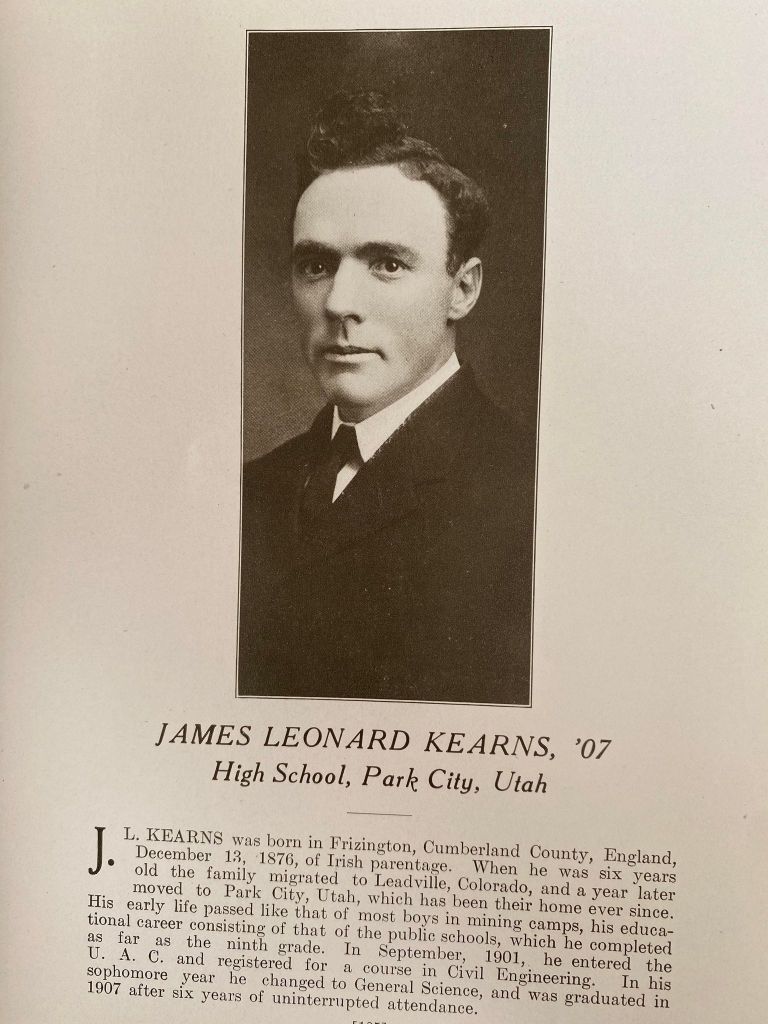 JAMES LEONARD KEARNS, '07
High School, Park City, Utah
J. L. KEARNS was born in Frizington, Cumberland County, England,
December 13, 1876, of Irish parentage. When he was six years
old the family migrated to Leadville, Colorado, and a year later
moved to Park City, Utah, which has been their home ever since.
His early life passed like that of most boys in mining camps, his educa-
tional career consisting of that of the public schools, which he completed
as far as the ninth grade. In September, 1901, he entered the
U. A. C. and registered for a course in Civil Engineering. In his
sophomore year he changed to General Science, and was graduated in
1907 after six years of uninterrupted attendance.